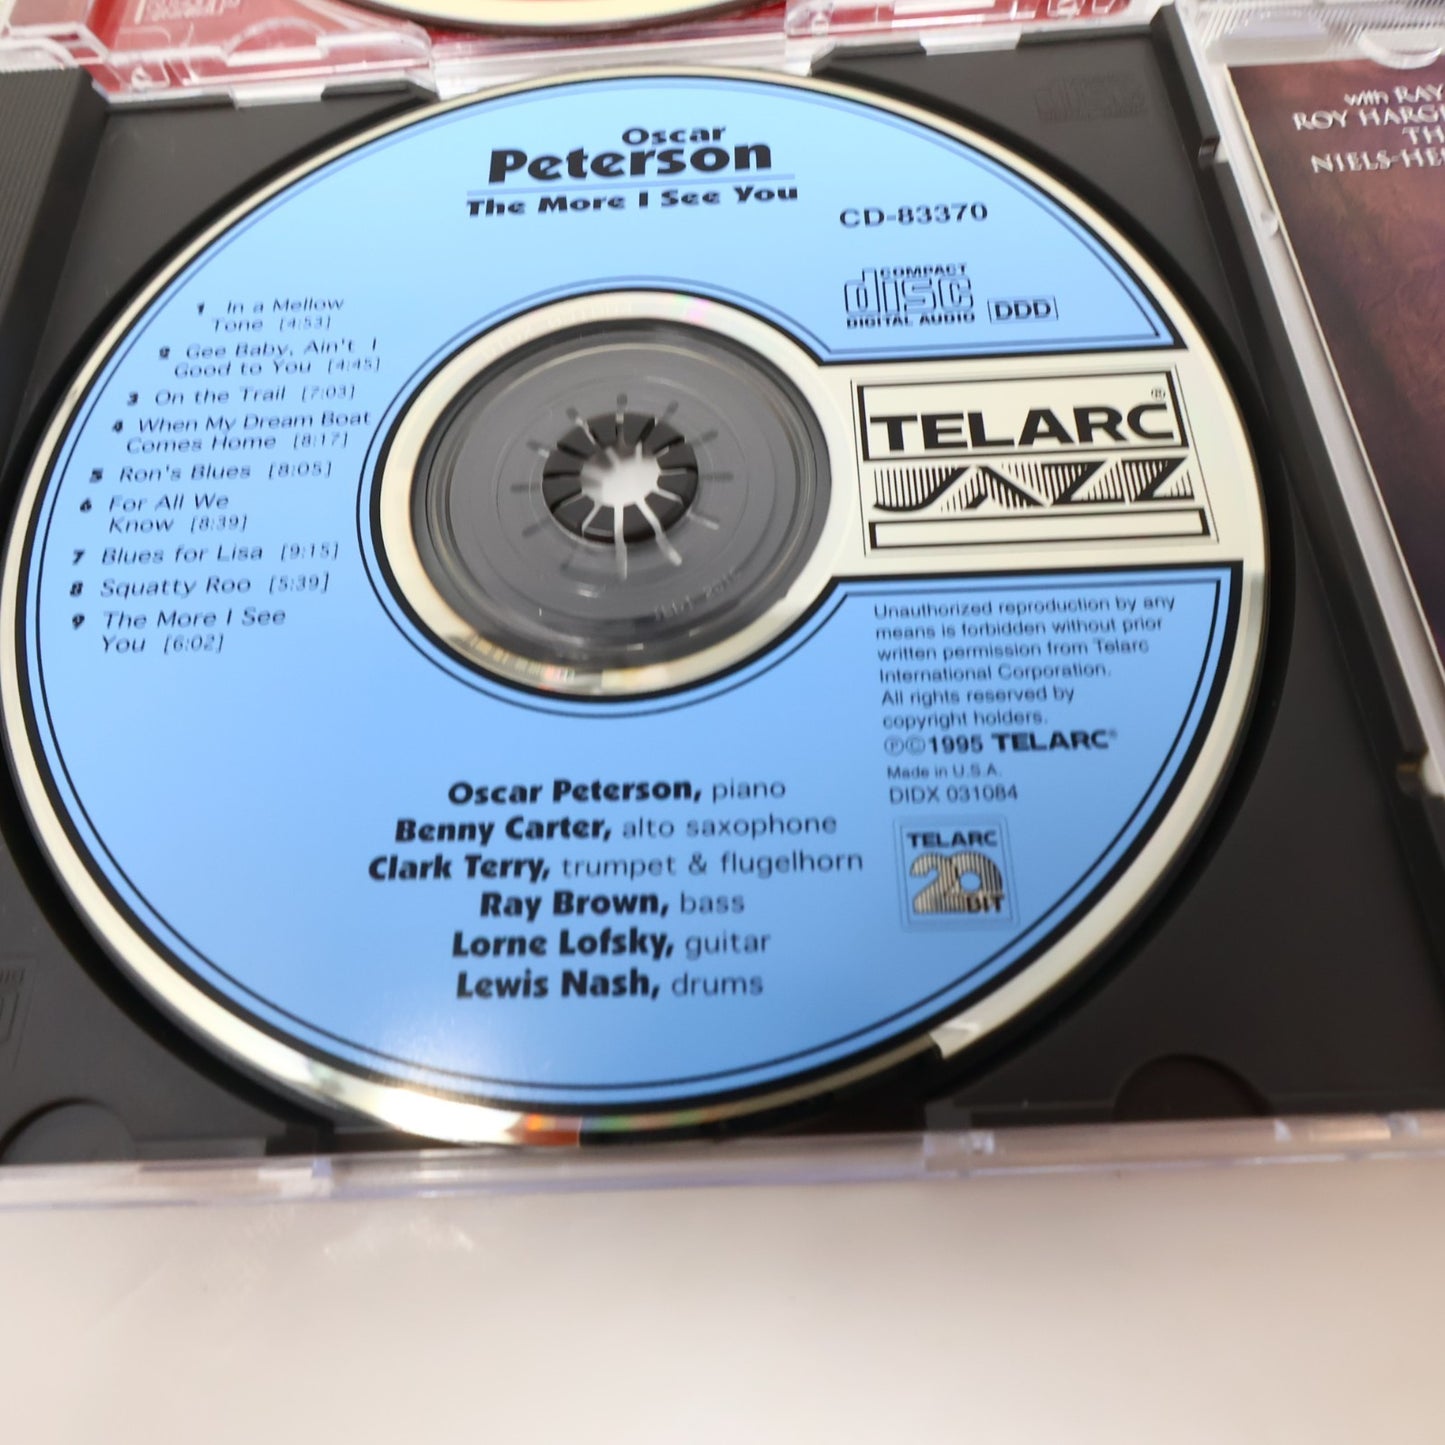 Oscar
Peterson
The More I See You
CD-83370
COMPACT
disc
DIGITAL AUDIO
DDD
1 In a Mellow
Tone [4:53]
2 Gee Baby, Ain't I
Good to You [4:45]
3 On the Trail [7:03]
4 When My Dream Boat
Comes Home [8:17]
5 Ron's Blues [8:05]
6 For All We
Know [8:39]
7 Blues for Lisa [9:15]
8 Squatty Roo [5:39]
9 The More I See
You [6:02]
TELARC®
JAZZ
Unauthorized reproduction by any
means is forbidden without prior
written permission from Telarc
International Corporation.
All rights reserved by
copyright holders.
℗©1995 TELARC®
Made in U.S.A.
DIDX 031084
TELARC
20
BIT
Oscar Peterson, piano
Benny Carter, alto saxophone
Clark Terry, trumpet & flugelhorn
Ray Brown, bass
Lorne Lofsky, guitar
Lewis Nash, drums
with RAY
ROY HARG
TH
NIELS-HE